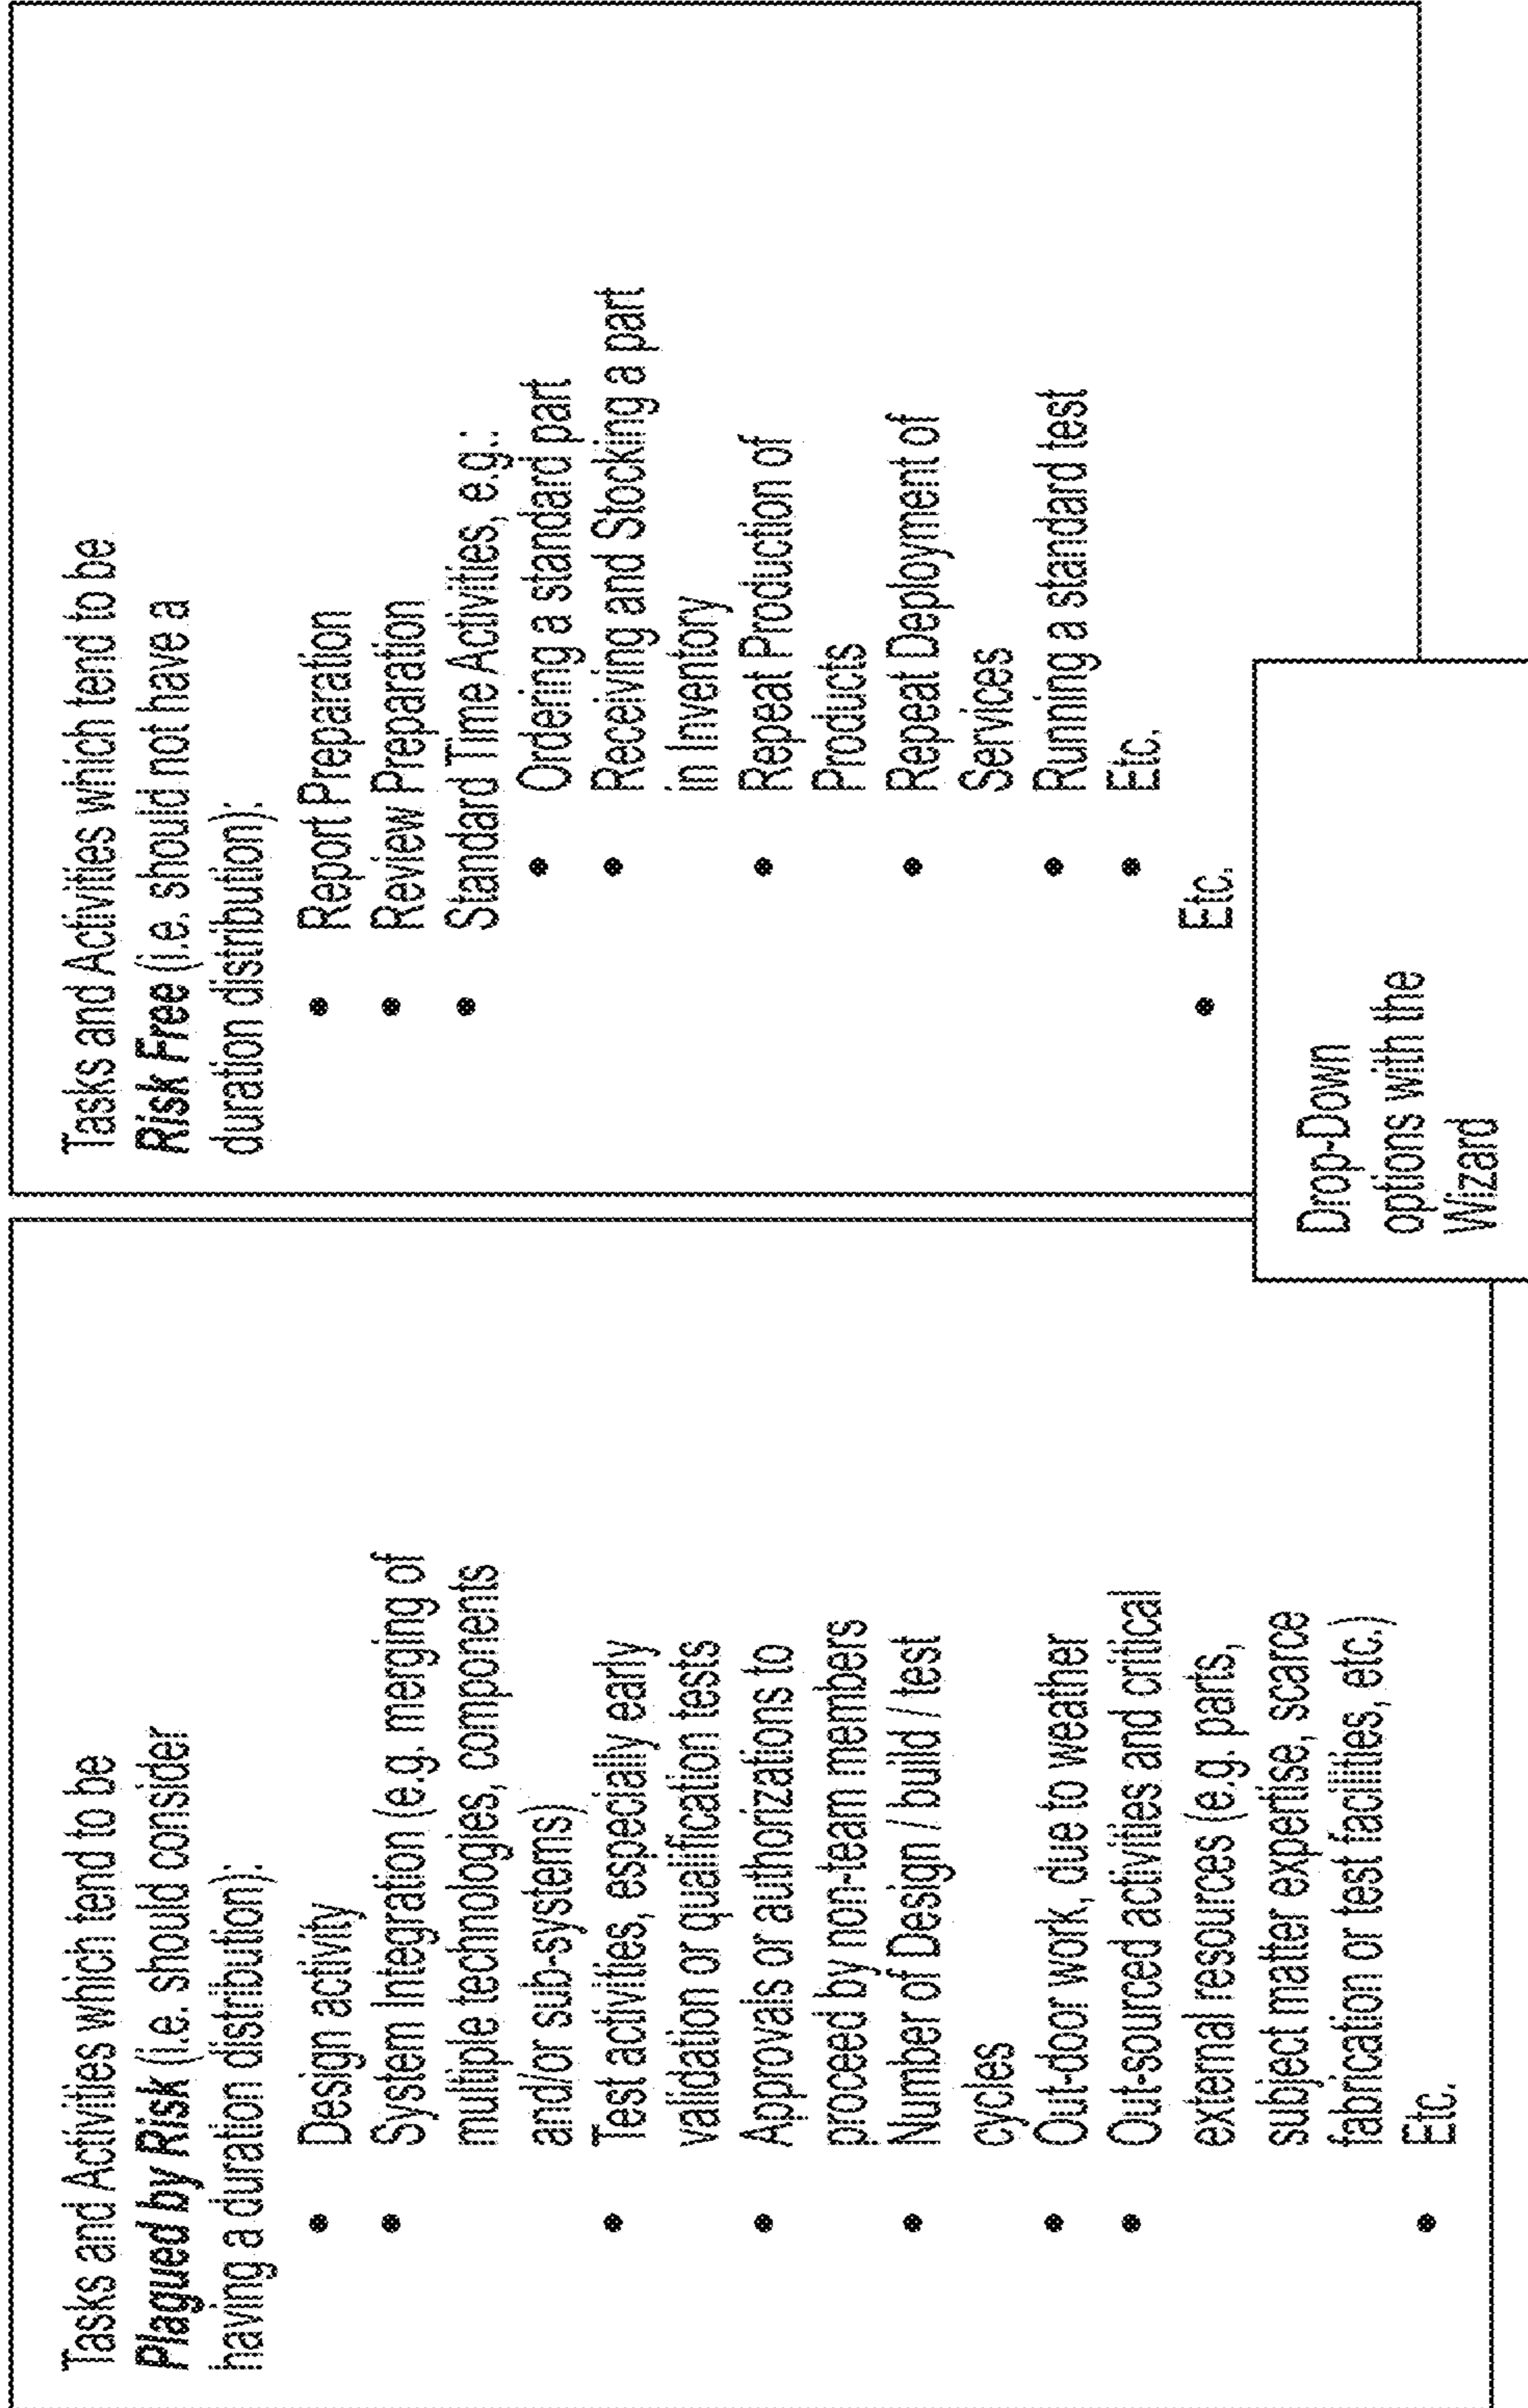 Tasks and Activities which tend to be
Plagued by Risk (i.e. should consider
having a duration distribution):
• Design activity
• System Integration (e.g. merging of
multiple technologies, components
and/or sub-systems)
• Test activities, especially early
validation or qualification tests
• Approvals or authorizations to
proceed by non-team members
• Number of Design / build / test
cycles
• Out-door work, due to weather
• Out-sourced activities and critical
external resources (e.g. parts,
subject matter expertise, scarce
fabrication or test facilities, etc.)
• Etc.
Tasks and Activities which tend to be
Risk Free (i.e. should not have a
duration distribution):
• Report Preparation
• Review Preparation
• Standard Time Activities, e.g.:
• Ordering a standard part
• Receiving and Stocking a part
in Inventory
• Repeat Production of
Products
• Repeat Deployment of
Services
• Running a standard test
• Etc.
• Etc.
Drop-Down
options with the
Wizard